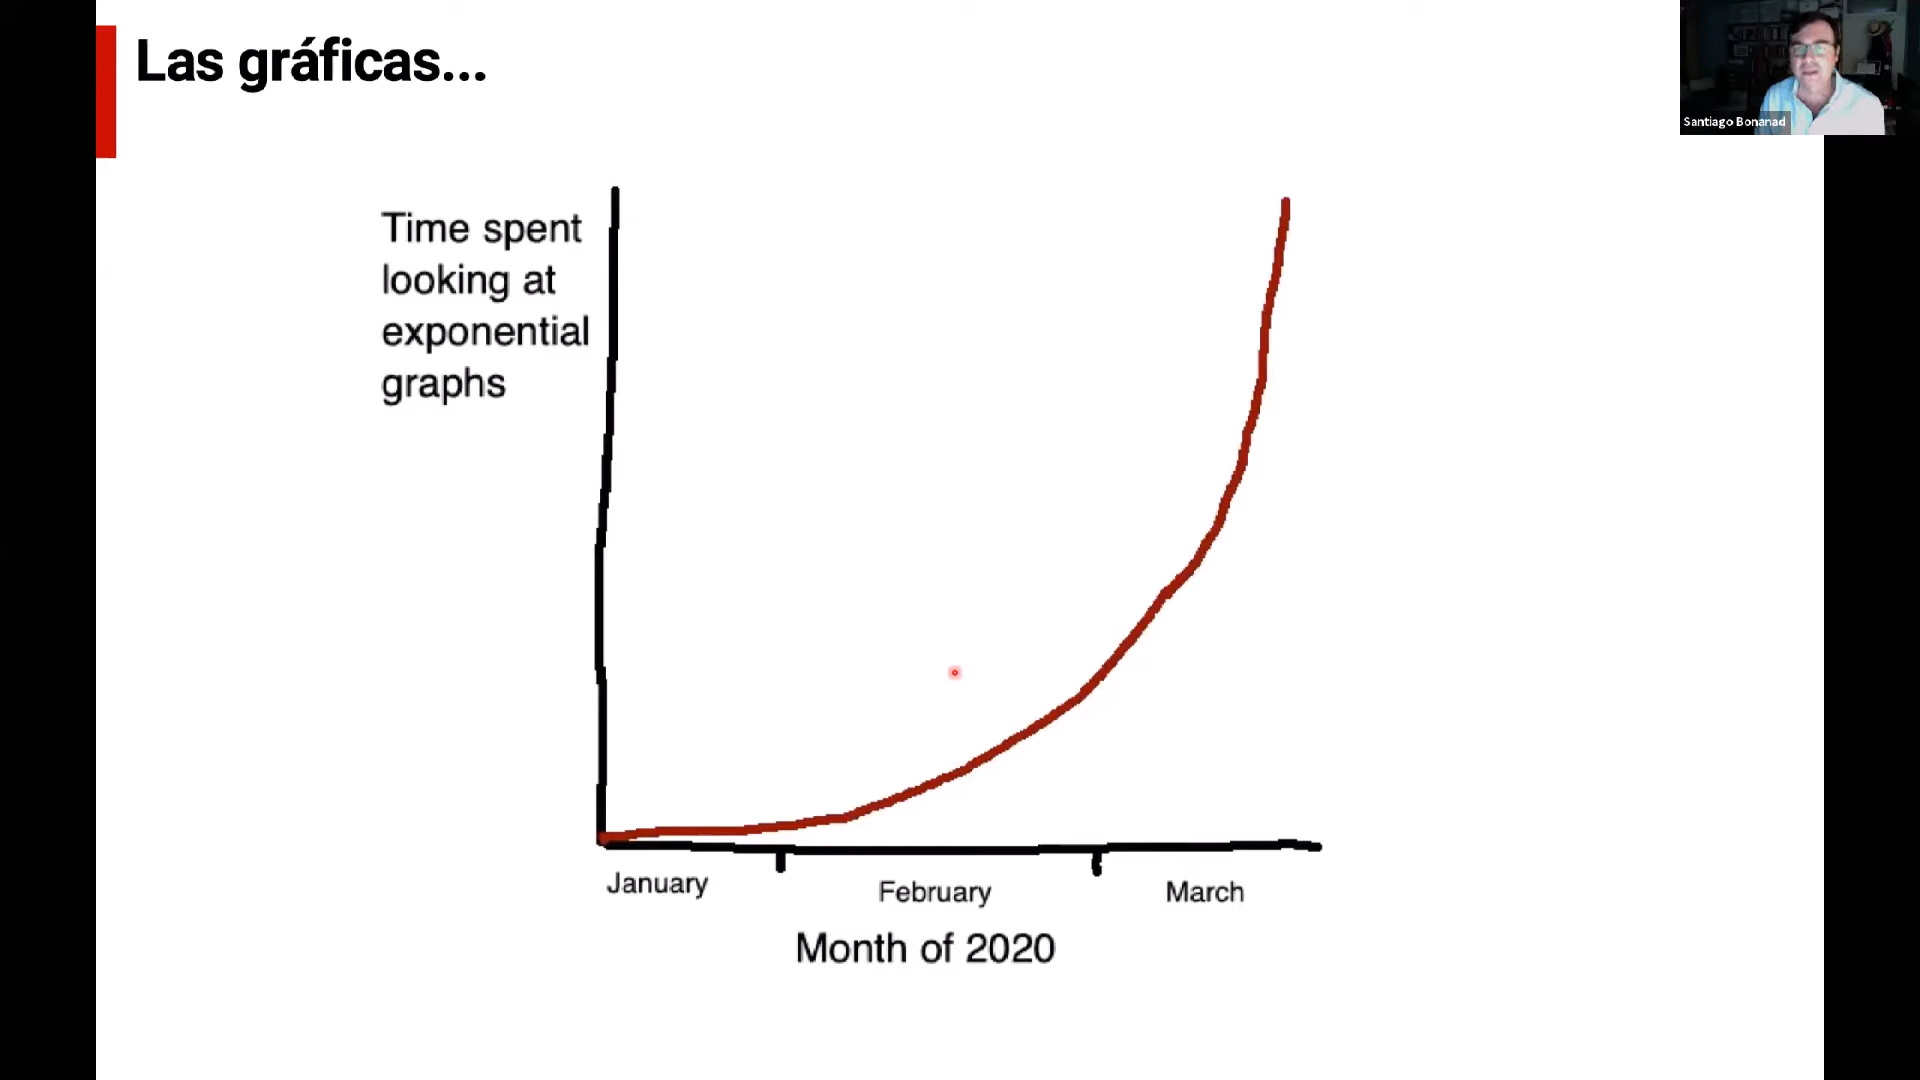 Las gráficas...
Santiago Bonanad
Time spent
looking at
exponential
graphs
January
February
March
Month of 2020